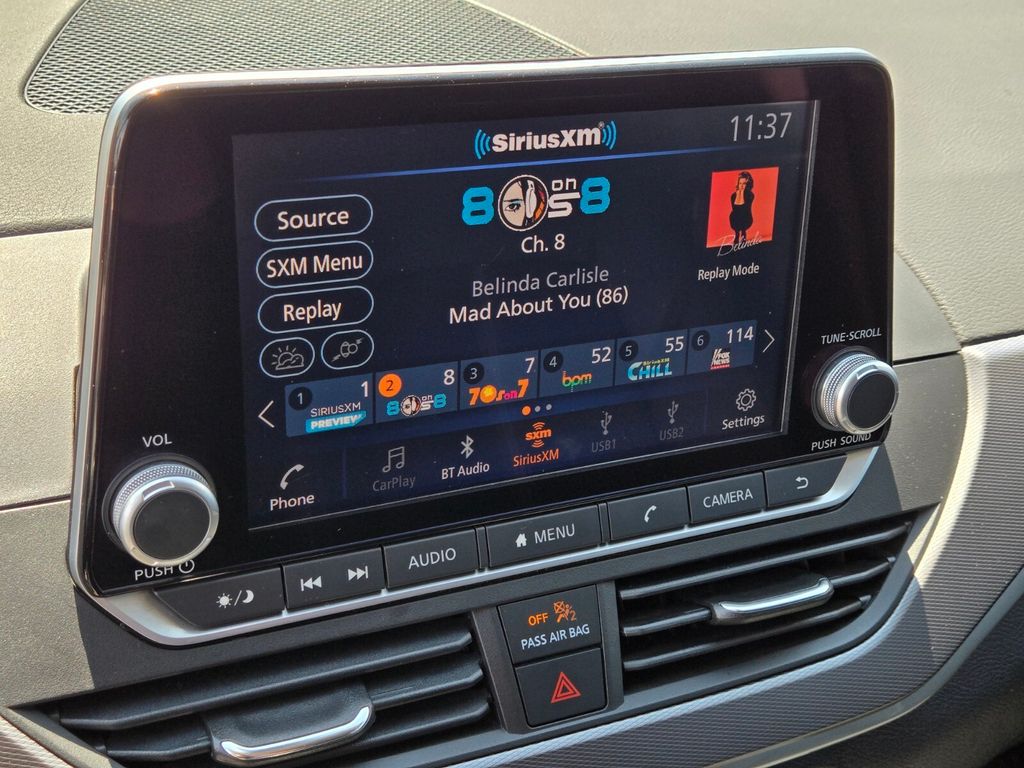 SiriusXM
11:37
80s on 8
Ch. 8
Source
SXM Menu
Replay
Belinda
Replay Mode
Belinda Carlisle
Mad About You (86)
1 1 SIRIUSXM PREVIEW
2 8 80s on 8
3 7 70s on 7
4 52 bpm
5 55 SiriusXM CHILL
6 114 FOX NEWS
Phone
CarPlay
BT Audio
sxm
SiriusXM
USB1
USB2
Settings
VOL
PUSH
TUNE·SCROLL
PUSH SOUND
AUDIO
MENU
CAMERA
OFF 2
PASS AIR BAG